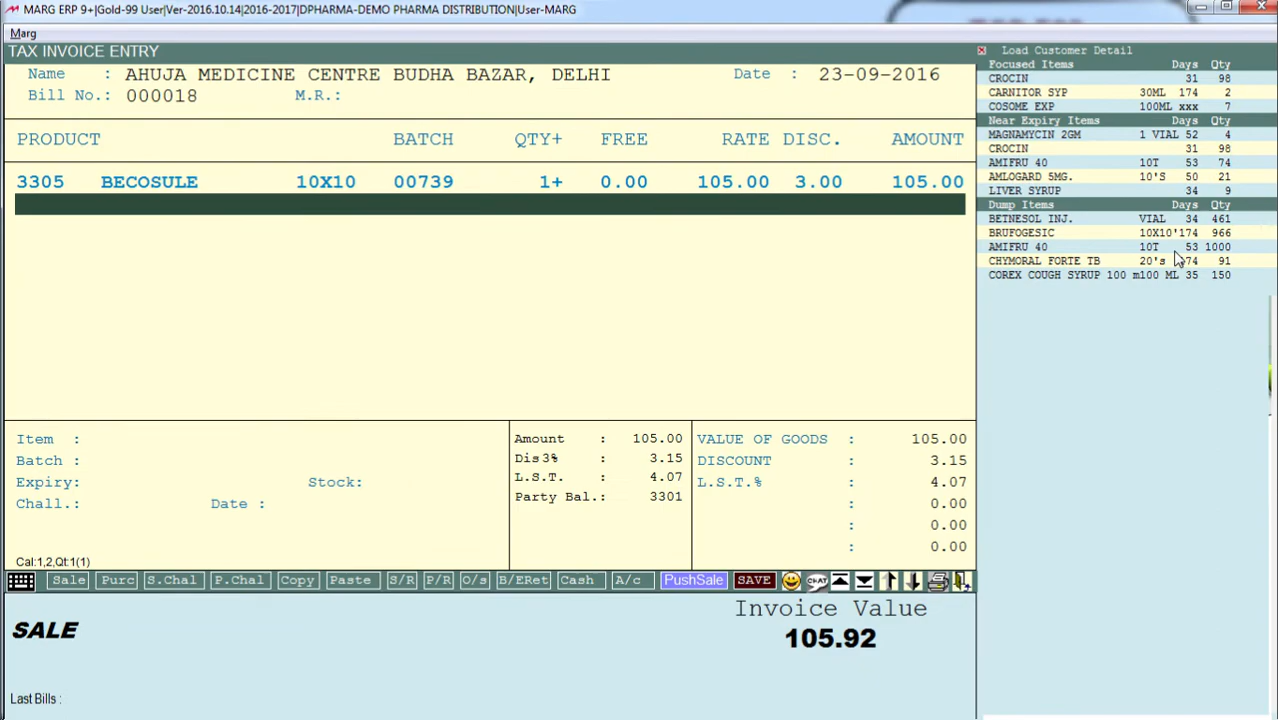 MARG ERP 9+|Gold-99 User|Ver-2016.10.14|2016-2017|DPHARMA-DEMO PHARMA DISTRIBUTION|User-MARG
Marg
TAX INVOICE ENTRY
Name : AHUJA MEDICINE CENTRE BUDHA BAZAR, DELHI Date : 23-09-2016
Bill No.: 000018 M.R.:
PRODUCT BATCH QTY+ FREE RATE DISC. AMOUNT
3305 BECOSULE 10X10 00739 1+ 0.00 105.00 3.00 105.00
Item :
Batch :
Expiry: Stock:
Chall.: Date :
Cal:1,2,Qt:1(1)
Amount : 105.00
Dis3% : 3.15
L.S.T. : 4.07
Party Bal.: 3301
VALUE OF GOODS : 105.00
DISCOUNT : 3.15
L.S.T.% : 4.07
: 0.00
: 0.00
: 0.00
Sale Purc S.Chal P.Chal Copy Paste S/R P/R O/s B/ERet Cash A/c PushSale SAVE CHAT
Invoice Value
SALE 105.92
Last Bills :
Load Customer Detail
Focused Items Days Qty
CROCIN 31 98
CARNITOR SYP 30ML 174 2
COSOME EXP 100ML xxx 7
Near Expiry Items Days Qty
MAGNAMYCIN 2GM 1 VIAL 52 4
CROCIN 31 98
AMIFRU 40 10T 53 74
AMLOGARD 5MG. 10'S 50 21
LIVER SYRUP 34 9
Dump Items Days Qty
BETNESOL INJ. VIAL 34 461
BRUFOGESIC 10X10'174 966
AMIFRU 40 10T 53 1000
CHYMORAL FORTE TB 20's 91
COREX COUGH SYRUP 100 m100 ML 35 150